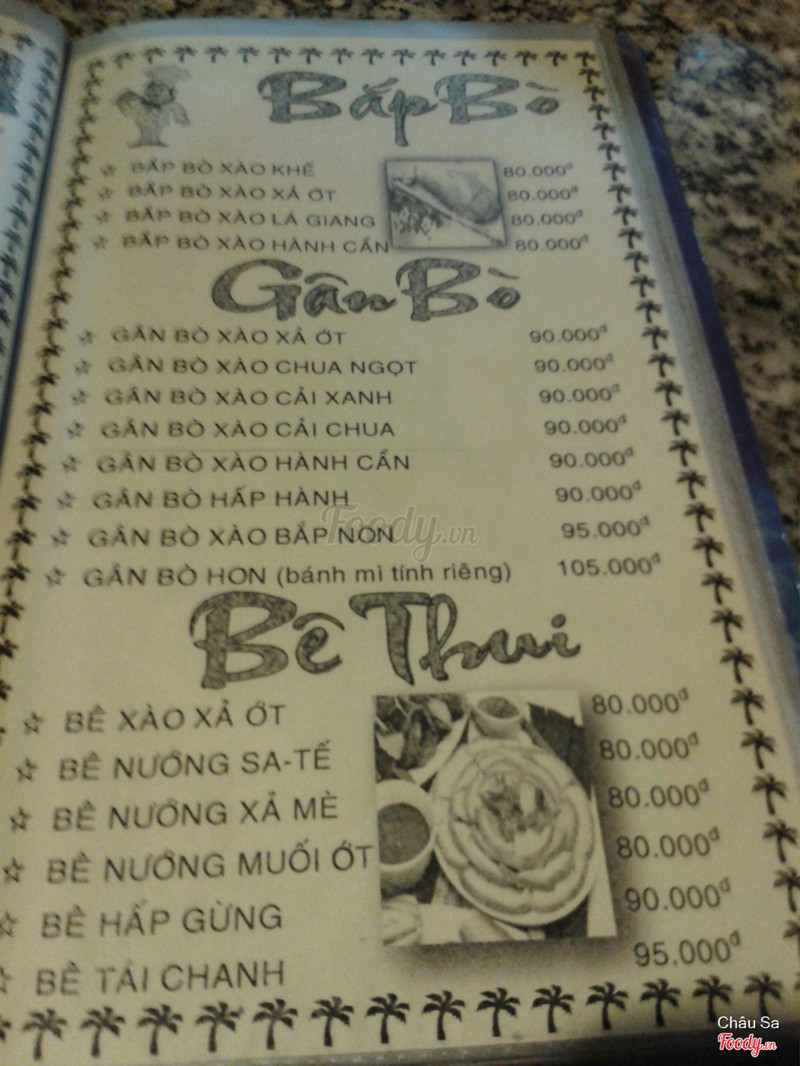 Bắp Bò
BẮP BÒ XÀO KHẾ 80.000đ
BẮP BÒ XÀO XẢ ỚT 80.000đ
BẮP BÒ XÀO LÁ GIANG 80.000đ
BẮP BÒ XÀO HÀNH CẦN 80.000đ
Gân Bò
GÂN BÒ XÀO XẢ ỚT 90.000đ
GÂN BÒ XÀO CHUA NGỌT 90.000đ
GÂN BÒ XÀO CẢI XANH 90.000đ
GÂN BÒ XÀO CẢI CHUA 90.000đ
GÂN BÒ XÀO HÀNH CẦN 90.000đ
GÂN BÒ HẤP HÀNH 90.000đ
GÂN BÒ XÀO BẮP NON 95.000đ
GÂN BÒ HON (bánh mì tính riêng) 105.000đ
Bê Thui
BÊ XÀO XẢ ỚT 80.000đ
BÊ NƯỚNG SA-TẾ 80.000đ
BÊ NƯỚNG XẢ MÈ 80.000đ
BÊ NƯỚNG MUỐI ỚT 80.000đ
BÊ HẤP GỪNG 90.000đ
BÊ TÁI CHANH 95.000đ
Foody.vn
Châu Sa
Foody.vn